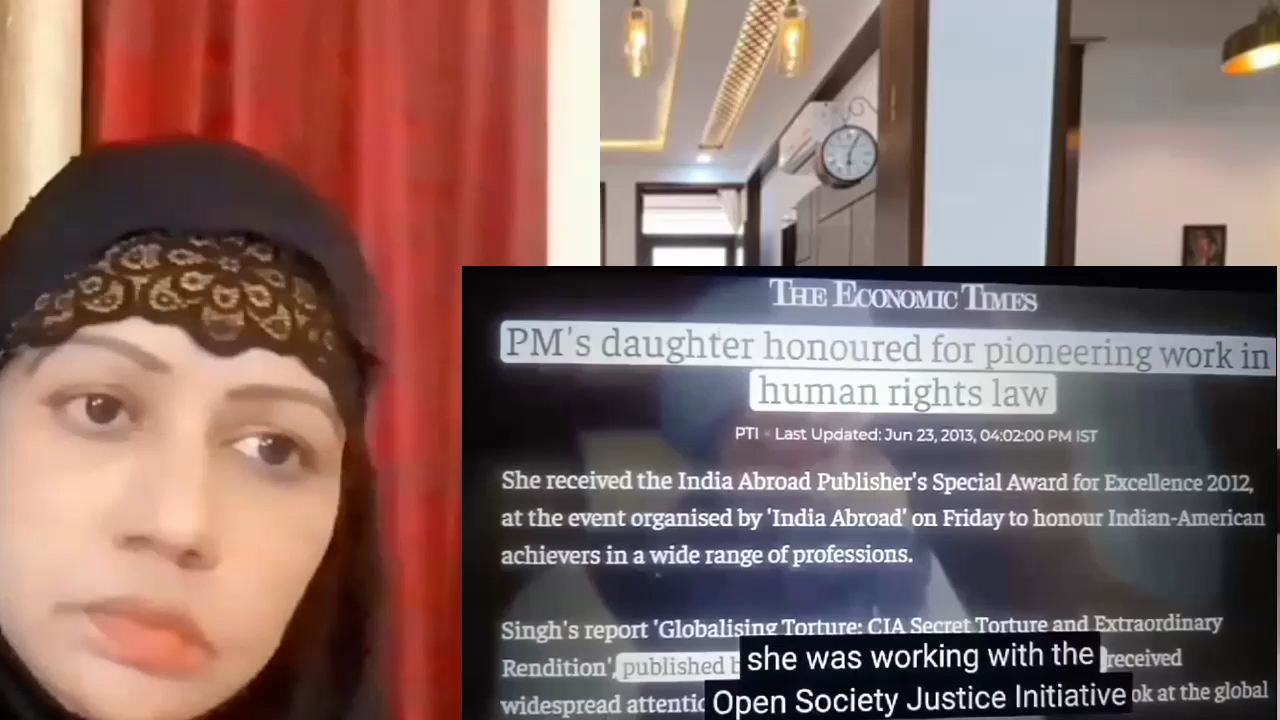 THE ECONOMIC TIMES
PM's daughter honoured for pioneering work in
human rights law
PTI • Last Updated: Jun 23, 2013, 04:02:00 PM IST
She received the India Abroad Publisher's Special Award for Excellence 2012,
at the event organised by 'India Abroad' on Friday to honour Indian-American
achievers in a wide range of professions.
Singh's report 'Globalising Torture: CIA Secret Torture and Extraordinary
Rendition', published received
she was working with the
widespread ok at the global
Open Society Justice Initiative